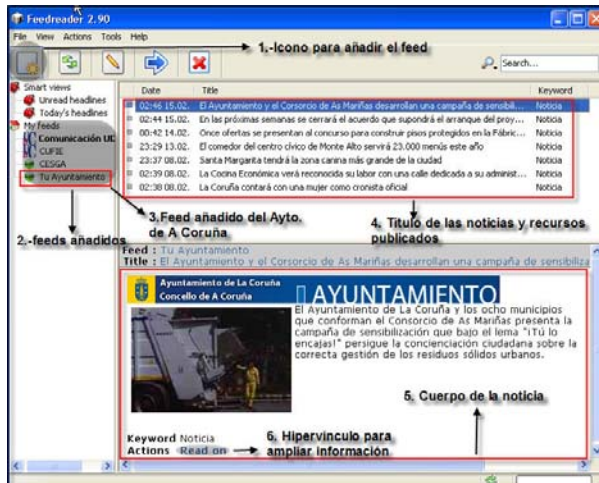 Feedreader 2.90
File View Actions Tools Help
1.-Icono para añadir el feed
Search...
Smart views
Unread headlines
Today's headlines
My feeds
Comunicación UD
CUFIE
CESGA
Tu Ayuntamiento
Date Title Keyword
02:46 15.02. El Ayuntamiento y el Corsorcio de As Mariñas desarrollan una campaña de sensibili... Noticia
02:44 15.02. En las próximas semanas se cerrará el acuerdo que supondrá el arranque del proy... Noticia
00:42 14.02. Once ofertas se presentan al concurso para construir pisos protegidos en la Fábric... Noticia
23:29 13.02. El comedor del centro cívico de Monte Alto servirá 23.000 menús este año Noticia
23:37 08.02. Santa Margarita tendrá la zona canina más grande de la ciudad Noticia
02:39 08.02. La Cocina Económica verá reconocida su labor con una calle dedicada a su administ... Noticia
02:38 08.02. La Coruña contará con una mujer como cronista oficial Noticia
2.-feeds añadidos
3.Feed añadido del Ayto.
de A Coruña
4. Titulo de las noticias y recursos
publicados
Feed : Tu Ayuntamiento
Title : El Ayuntamiento y el Corsorcio de As Mariñas desarrollan una campaña de sensibiliza
Ayuntamiento de La Coruña
Concello de A Coruña
AYUNTAMIENTO
El Ayuntamiento de La Coruña y los ocho municipios
que conforman el Consorcio de As Mariñas presenta la
campaña de sensibilización que bajo el lema "¡Tú lo
encajas!" persigue la concienciación ciudadana sobre la
correcta gestión de los residuos sólidos urbanos.
5. Cuerpo de la noticia
Keyword Noticia
Actions Read on
6. Hipervinculo para
ampliar información